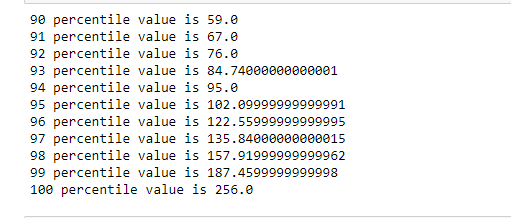 90 percentile value is 59.0
91 percentile value is 67.0
92 percentile value is 76.0
93 percentile value is 84.74000000000001
94 percentile value is 95.0
95 percentile value is 102.09999999999991
96 percentile value is 122.55999999999995
97 percentile value is 135.84000000000015
98 percentile value is 157.91999999999962
99 percentile value is 187.4599999999998
100 percentile value is 256.0